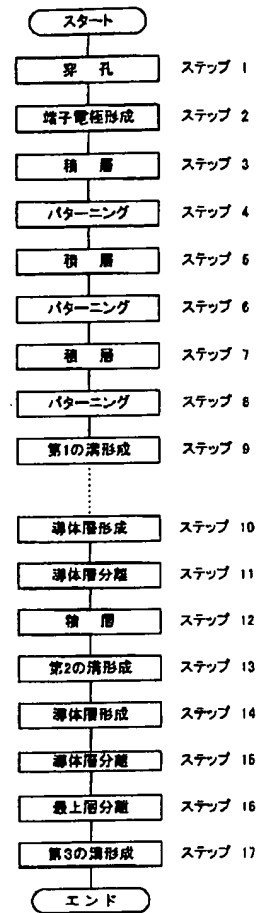 スタート
穿 孔 ステップ 1
端子電極形成 ステップ 2
積 層 ステップ 3
パターニング ステップ 4
積 層 ステップ 5
パターニング ステップ 6
積 層 ステップ 7
パターニング ステップ 8
第1の溝形成 ステップ 9
導体層形成 ステップ 10
導体層分離 ステップ 11
積 層 ステップ 12
第2の溝形成 ステップ 13
導体層形成 ステップ 14
導体層分離 ステップ 15
最上層分離 ステップ 16
第3の溝形成 ステップ 17
エンド